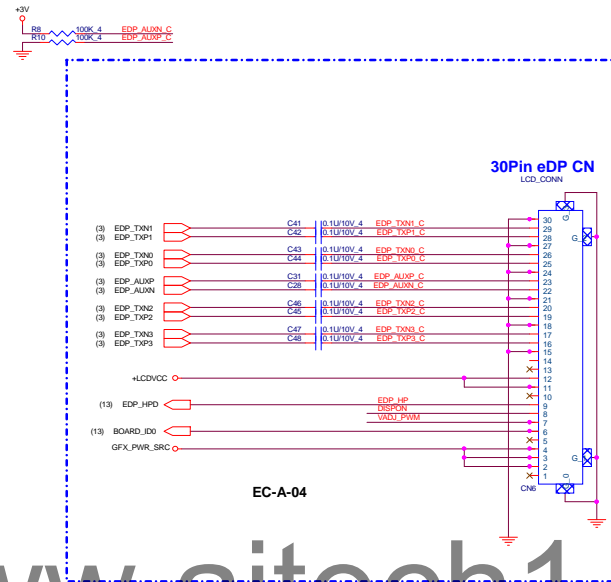 +3V
R8 100K_4 EDP_AUXN_C
R10 100K_4 EDP_AUXP_C
30Pin eDP CN
LCD_CONN
(3) EDP_TXN1 C41 0.1U/10V_4 EDP_TXN1_C
(3) EDP_TXP1 C42 0.1U/10V_4 EDP_TXP1_C
(3) EDP_TXN0 C43 0.1U/10V_4 EDP_TXN0_C
(3) EDP_TXP0 C44 0.1U/10V_4 EDP_TXP0_C
(3) EDP_AUXP C31 0.1U/10V_4 EDP_AUXP_C
(3) EDP_AUXN C28 0.1U/10V_4 EDP_AUXN_C
(3) EDP_TXN2 C46 0.1U/10V_4 EDP_TXN2_C
(3) EDP_TXP2 C45 0.1U/10V_4 EDP_TXP2_C
(3) EDP_TXN3 C47 0.1U/10V_4 EDP_TXN3_C
(3) EDP_TXP3 C48 0.1U/10V_4 EDP_TXP3_C
+LCDVCC
(13) EDP_HPD EDP_HP
DISPON
VADJ_PWM
(13) BOARD_ID0
GFX_PWR_SRC
30
29
28
27
26
25
24
23
22
21
20
19
18
17
16
15
14
13
12
11
10
9
8
7
6
5
4
3
2
1
G_
G_
G_
G_0
CN6
EC-A-04